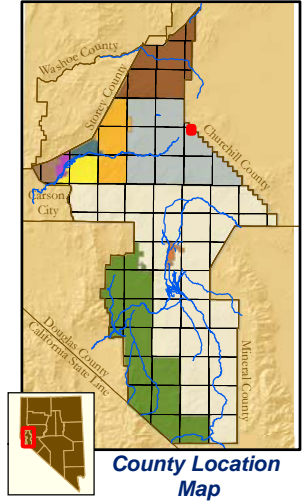 Washoe County
Storey County
Churchill County
Carson
City
Douglas County
California State Line
Mineral County
County Location
Map